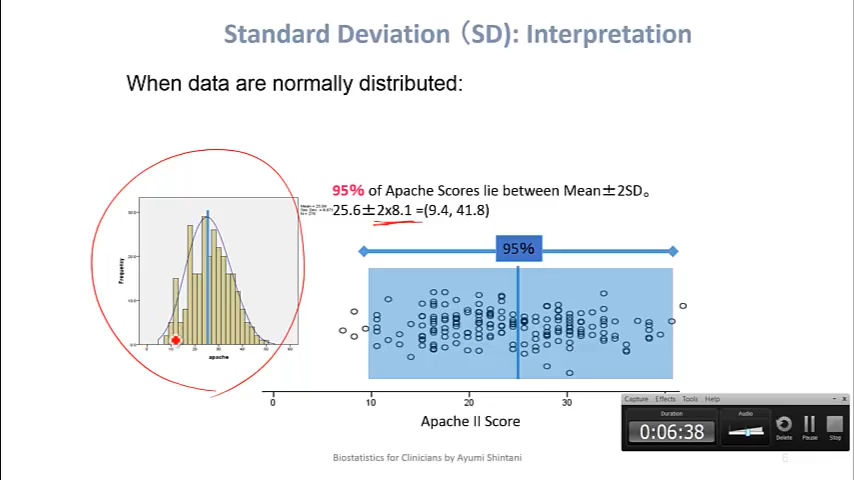 Standard Deviation （SD）: Interpretation
When data are normally distributed:
95% of Apache Scores lie between Mean±2SD。
25.6±2x8.1 =(9.4, 41.8)
95%
Frequency
apache
0
10
20
30
Apache II Score
Biostatistics for Clinicians by Ayumi Shintani
6
Capture Effects Tools Help
Duration
Audio
0:06:38
Delete
Pause
Stop